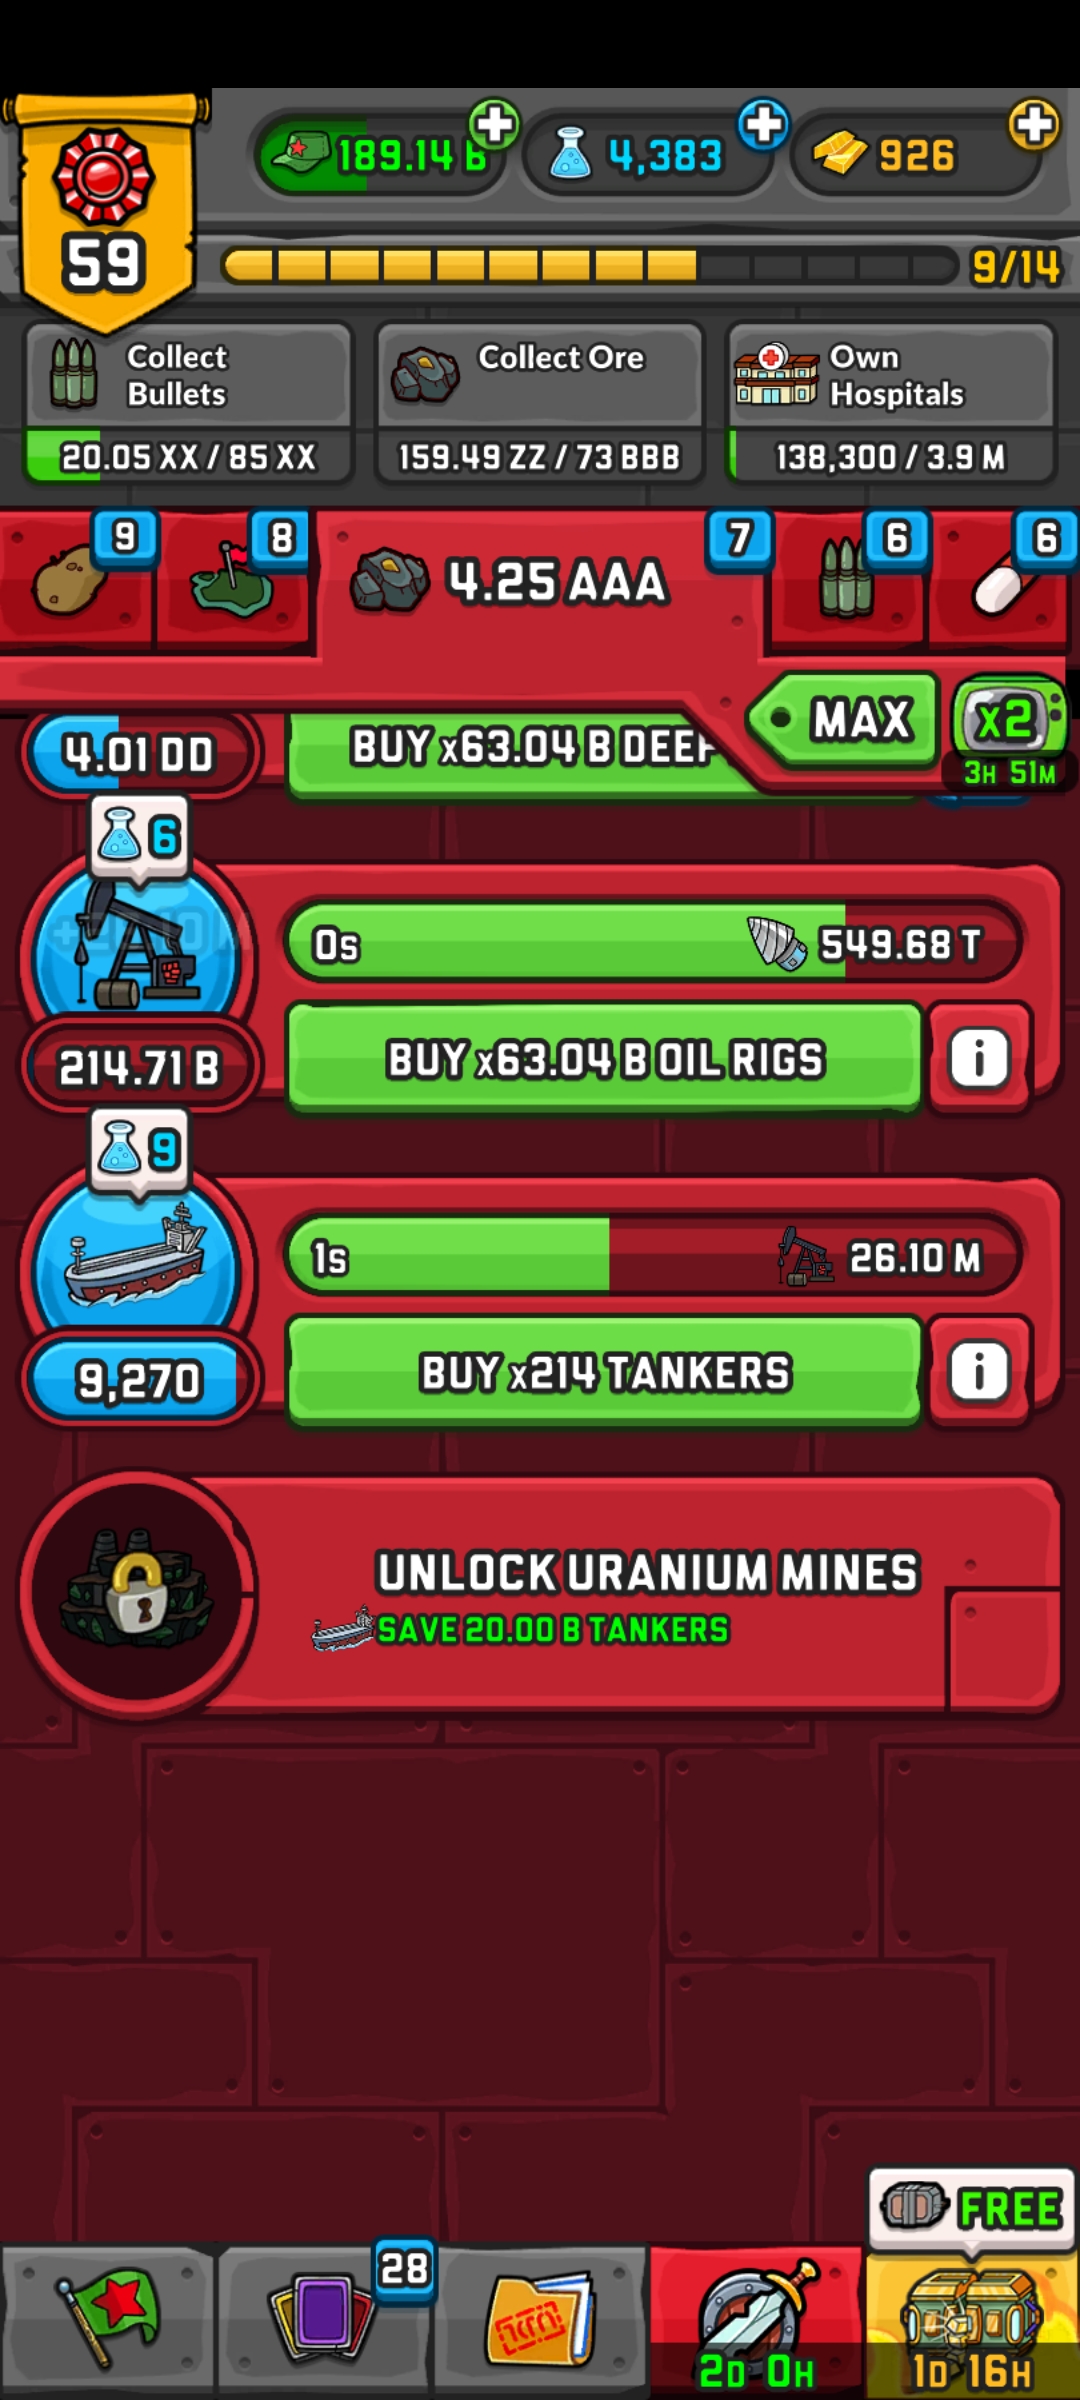 189.14 B
4,383
926
59
9/14
Collect
Bullets
20.05 XX / 85 XX
Collect Ore
159.49 ZZ / 73 BBB
Own
Hospitals
138,300 / 3.9 M
9
8
4.25 AAA
7
6
6
MAX
x2
3H 51M
4.01 DD
BUY x63.04 B DEEP
6
0s
549.68 T
214.71 B
BUY x63.04 B OIL RIGS
i
9
1s
26.10 M
9,270
BUY x214 TANKERS
i
UNLOCK URANIUM MINES
SAVE 20.00 B TANKERS
FREE
28
2D 0H
1D 16H